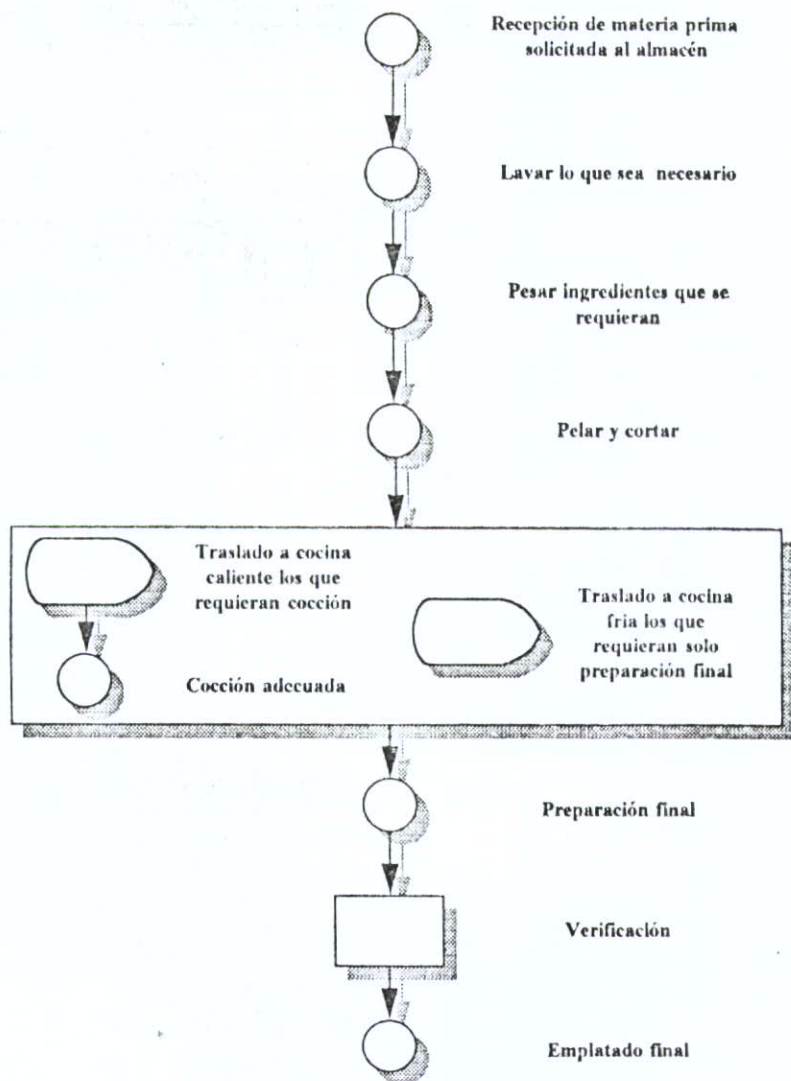 Recepción de materia prima
solicitada al almacén
Lavar lo que sea necesario
Pesar ingredientes que se
requieran
Pelar y cortar
Traslado a cocina
caliente los que
requieran cocción
Cocción adecuada
Traslado a cocina
fria los que
requieran solo
preparación final
Preparación final
Verificación
Emplatado final